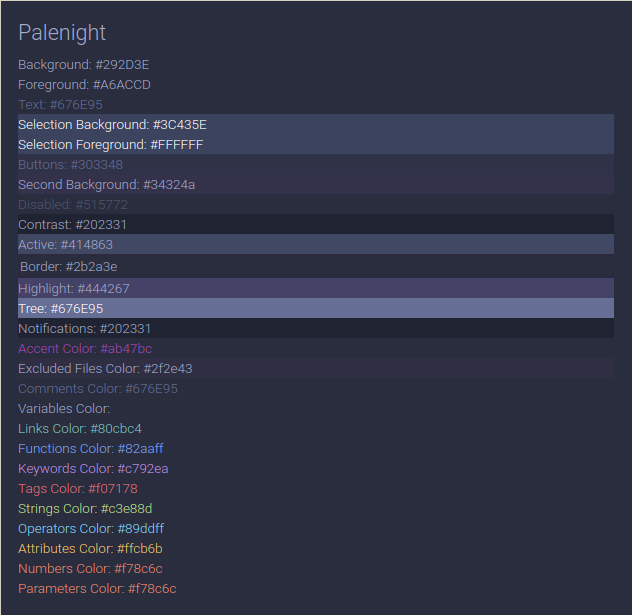 Palenight
Background: #292D3E
Foreground: #A6ACCD
Text: #676E95
Selection Background: #3C435E
Selection Foreground: #FFFFFF
Buttons: #303348
Second Background: #34324a
Disabled: #515772
Contrast: #202331
Active: #414863
Border: #2b2a3e
Highlight: #444267
Tree: #676E95
Notifications: #202331
Accent Color: #ab47bc
Excluded Files Color: #2f2e43
Comments Color: #676E95
Variables Color:
Links Color: #80cbc4
Functions Color: #82aaff
Keywords Color: #c792ea
Tags Color: #f07178
Strings Color: #c3e88d
Operators Color: #89ddff
Attributes Color: #ffcb6b
Numbers Color: #f78c6c
Parameters Color: #f78c6c